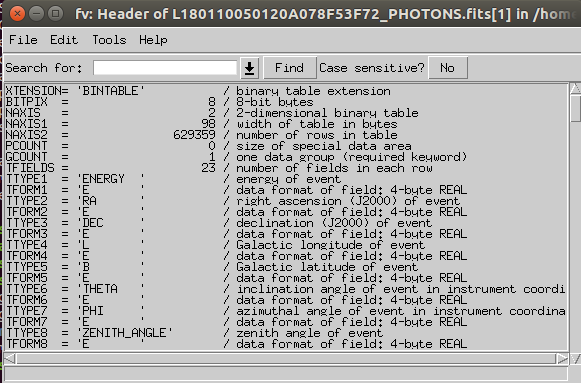 fv: Header of L180110050120A078F53F72_PHOTONS.fits[1] in /home
File Edit Tools Help
Search for: Find Case sensitive? No
XTENSION= 'BINTABLE' / binary table extension
BITPIX = 8 / 8-bit bytes
NAXIS = 2 / 2-dimensional binary table
NAXIS1 = 98 / width of table in bytes
NAXIS2 = 629359 / number of rows in table
PCOUNT = 0 / size of special data area
GCOUNT = 1 / one data group (required keyword)
TFIELDS = 23 / number of fields in each row
TTYPE1 = 'ENERGY ' / energy of event
TFORM1 = 'E ' / data format of field: 4-byte REAL
TTYPE2 = 'RA ' / right ascension (J2000) of event
TFORM2 = 'E ' / data format of field: 4-byte REAL
TTYPE3 = 'DEC ' / declination (J2000) of event
TFORM3 = 'E ' / data format of field: 4-byte REAL
TTYPE4 = 'L ' / Galactic longitude of event
TFORM4 = 'E ' / data format of field: 4-byte REAL
TTYPE5 = 'B ' / Galactic latitude of event
TFORM5 = 'E ' / data format of field: 4-byte REAL
TTYPE6 = 'THETA ' / inclination angle of event in instrument coordi
TFORM6 = 'E ' / data format of field: 4-byte REAL
TTYPE7 = 'PHI ' / azimuthal angle of event in instrument coordina
TFORM7 = 'E ' / data format of field: 4-byte REAL
TTYPE8 = 'ZENITH_ANGLE' / zenith angle of event
TFORM8 = 'E ' / data format of field: 4-byte REAL